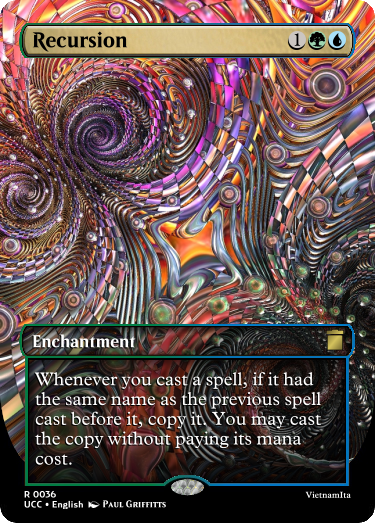 Recursion 1
Enchantment
Whenever you cast a spell, if it had
the same name as the previous spell
cast before it, copy it. You may cast
the copy without paying its mana
cost.
R 0036
VietnamIta
UCC • English Paul Griffitts